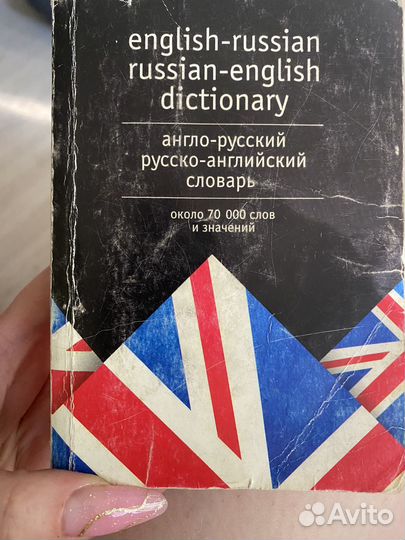 english-russian
russian-english
dictionary
англо-русский
русско-английский
словарь
около 70 000 слов
и значений
Avito